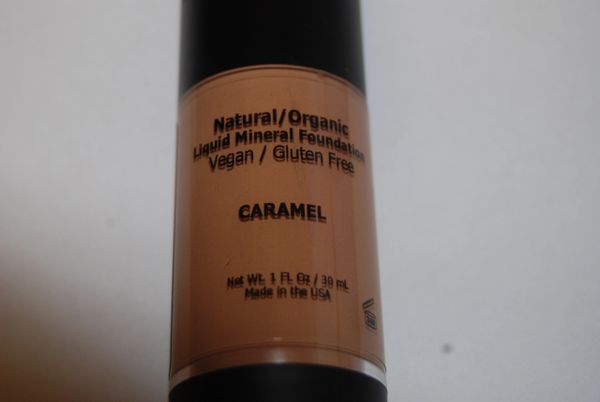 Natural/Organic
Liquid Mineral Foundation
Vegan / Gluten Free
CARAMEL
Net Wt. 1 FL Oz / 30 mL
Made in the USA